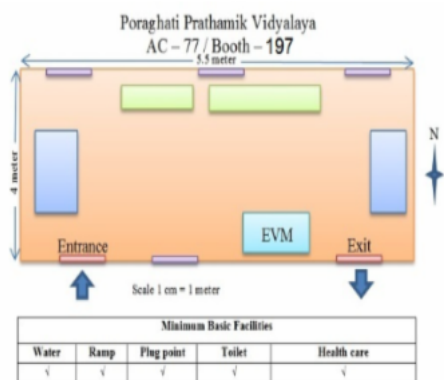 Poraghati Prathamik Vidyalaya
AC – 77 / Booth – 197
5.5 meter
4 meter
N
Entrance
EVM
Exit
Scale 1 cm = 1 meter
Minimum Basic Facilities
Water Ramp Plug point Toilet Health care
√ √ √ √ √